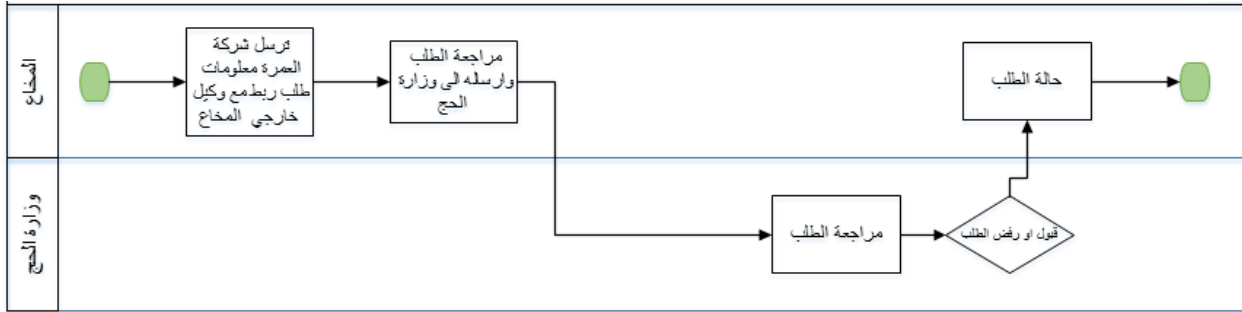 المخاع
ترسل شركة
العمرة معلومات
طلب ربط مع وكيل
خارجي المخاع
مراجعة الطلب
وارساله الى وزارة
الحج
حالة الطلب
وزارة الحج
مراجعة الطلب
قبول او رفض الطلب